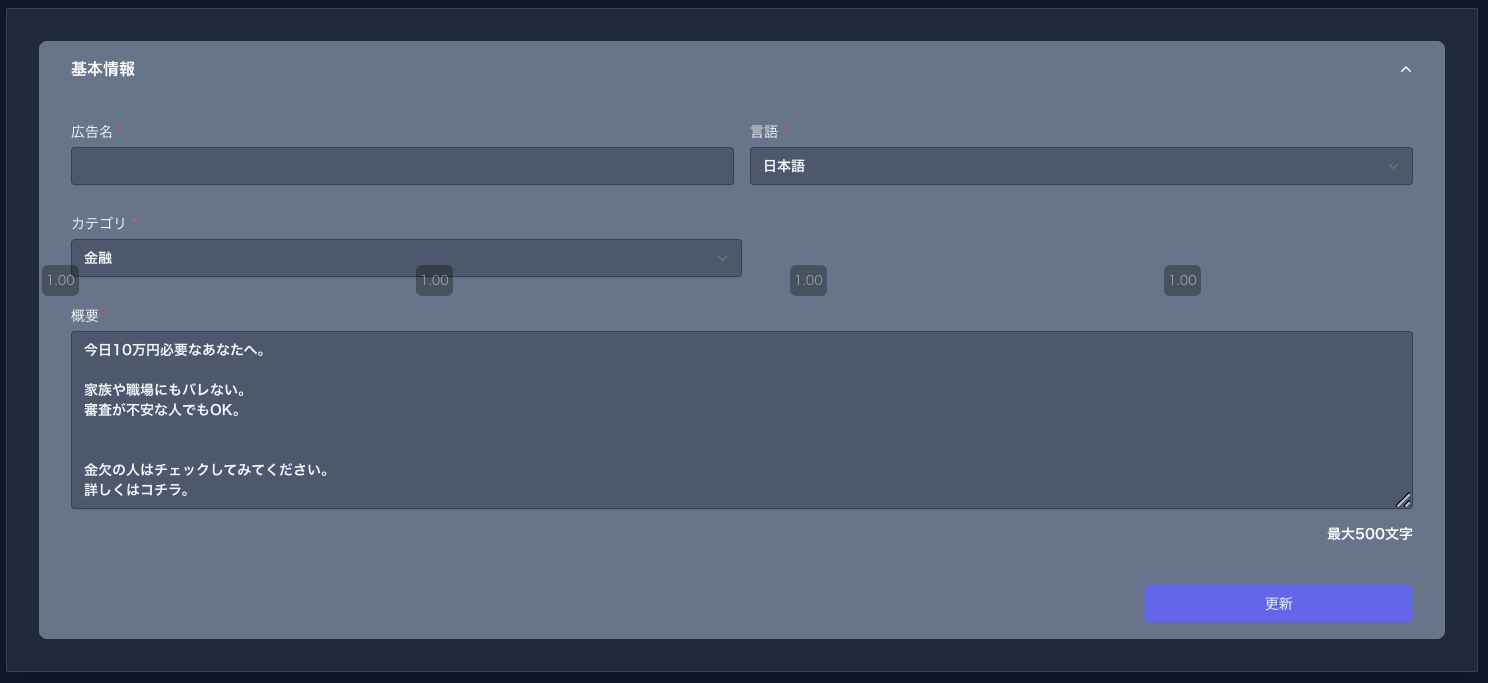 基本情報
広告名 *
言語 *
日本語
カテゴリ *
金融
1.00
1.00
1.00
1.00
概要 *
今日10万円必要なあなたへ。
家族や職場にもバレない。
審査が不安な人でもOK。
金欠の人はチェックしてみてください。
詳しくはコチラ。
最大500文字
更新